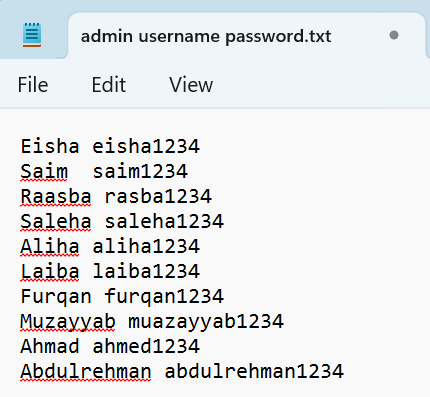 admin username password.txt
File Edit View
Eisha eisha1234
Saim  saim1234
Raasba rasba1234
Saleha saleha1234
Aliha aliha1234
Laiba laiba1234
Furqan furqan1234
Muzayyab muazayyab1234
Ahmad ahmed1234
Abdulrehman abdulrehman1234